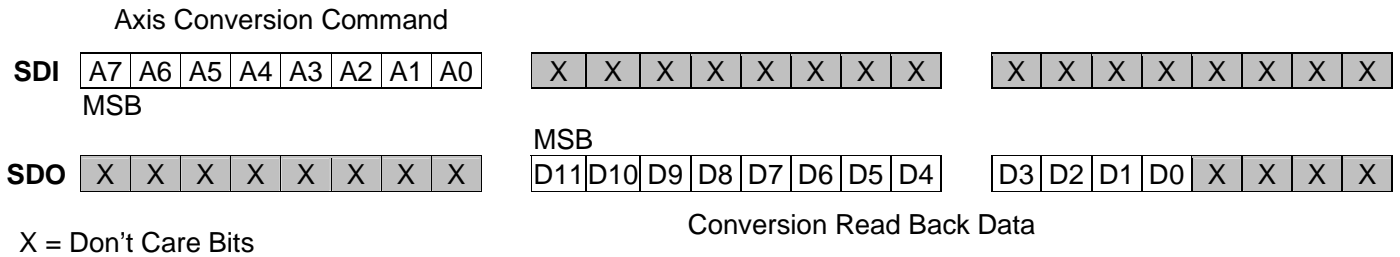 Axis Conversion Command
SDI A7 A6 A5 A4 A3 A2 A1 A0 X X X X X X X X X X X X X X X X
MSB
MSB
SDO X X X X X X X X D11 D10 D9 D8 D7 D6 D5 D4 D3 D2 D1 D0 X X X X
Conversion Read Back Data
X = Don't Care Bits